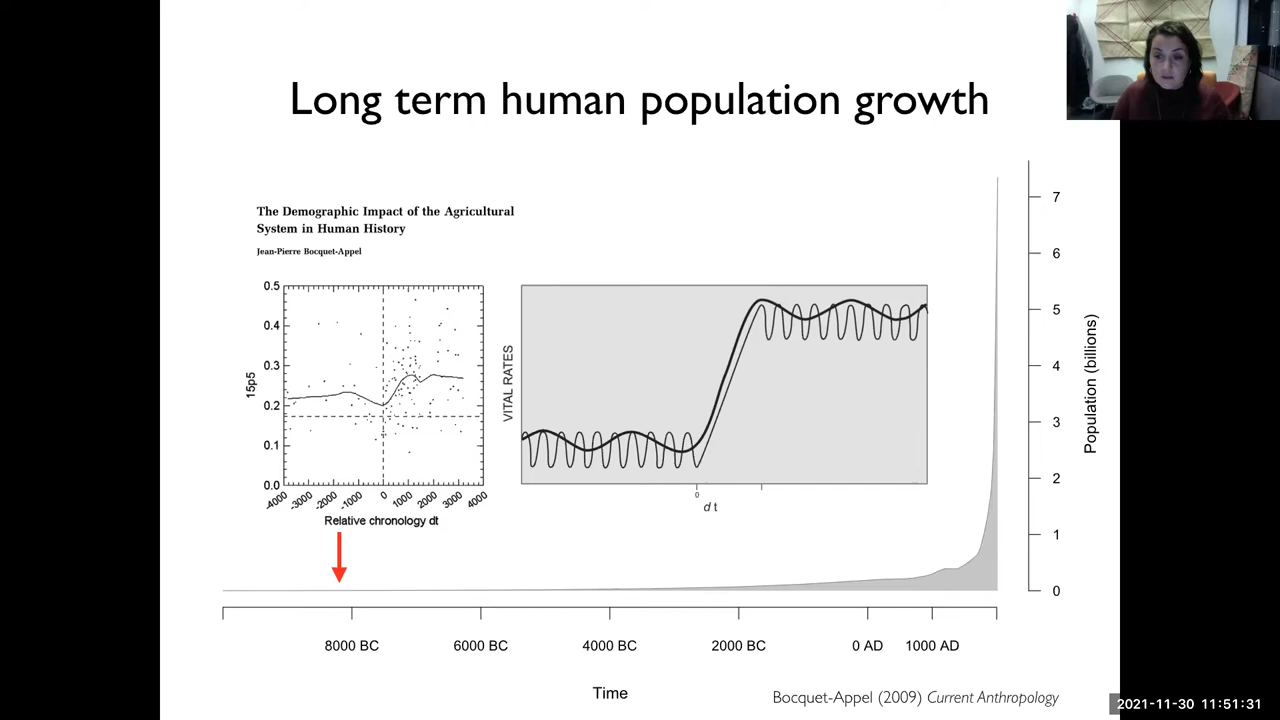 Long term human population growth
The Demographic Impact of the Agricultural
System in Human History
Jean-Pierre Bocquet-Appel
0.5
0.4
0.3
0.2
0.1
0.0
15p5
-4000
-3000
-2000
-1000
0
1000
2000
3000
4000
Relative chronology dt
VITAL RATES
0
d t
7
6
5
4
3
2
1
0
Population (billions)
8000 BC
6000 BC
4000 BC
2000 BC
0 AD
1000 AD
Time
Bocquet-Appel (2009) Current Anthropology
2021-11-30 11:51:31